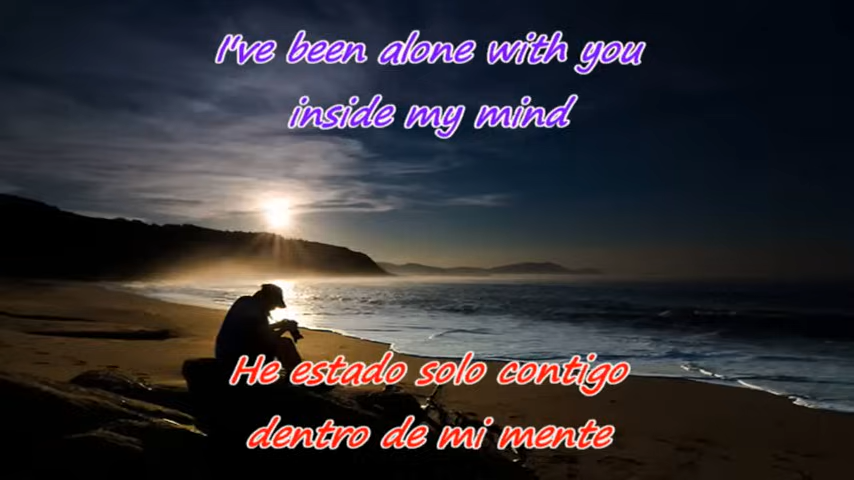 I've been alone with you
inside my mind
He estado solo contigo
dentro de mi mente